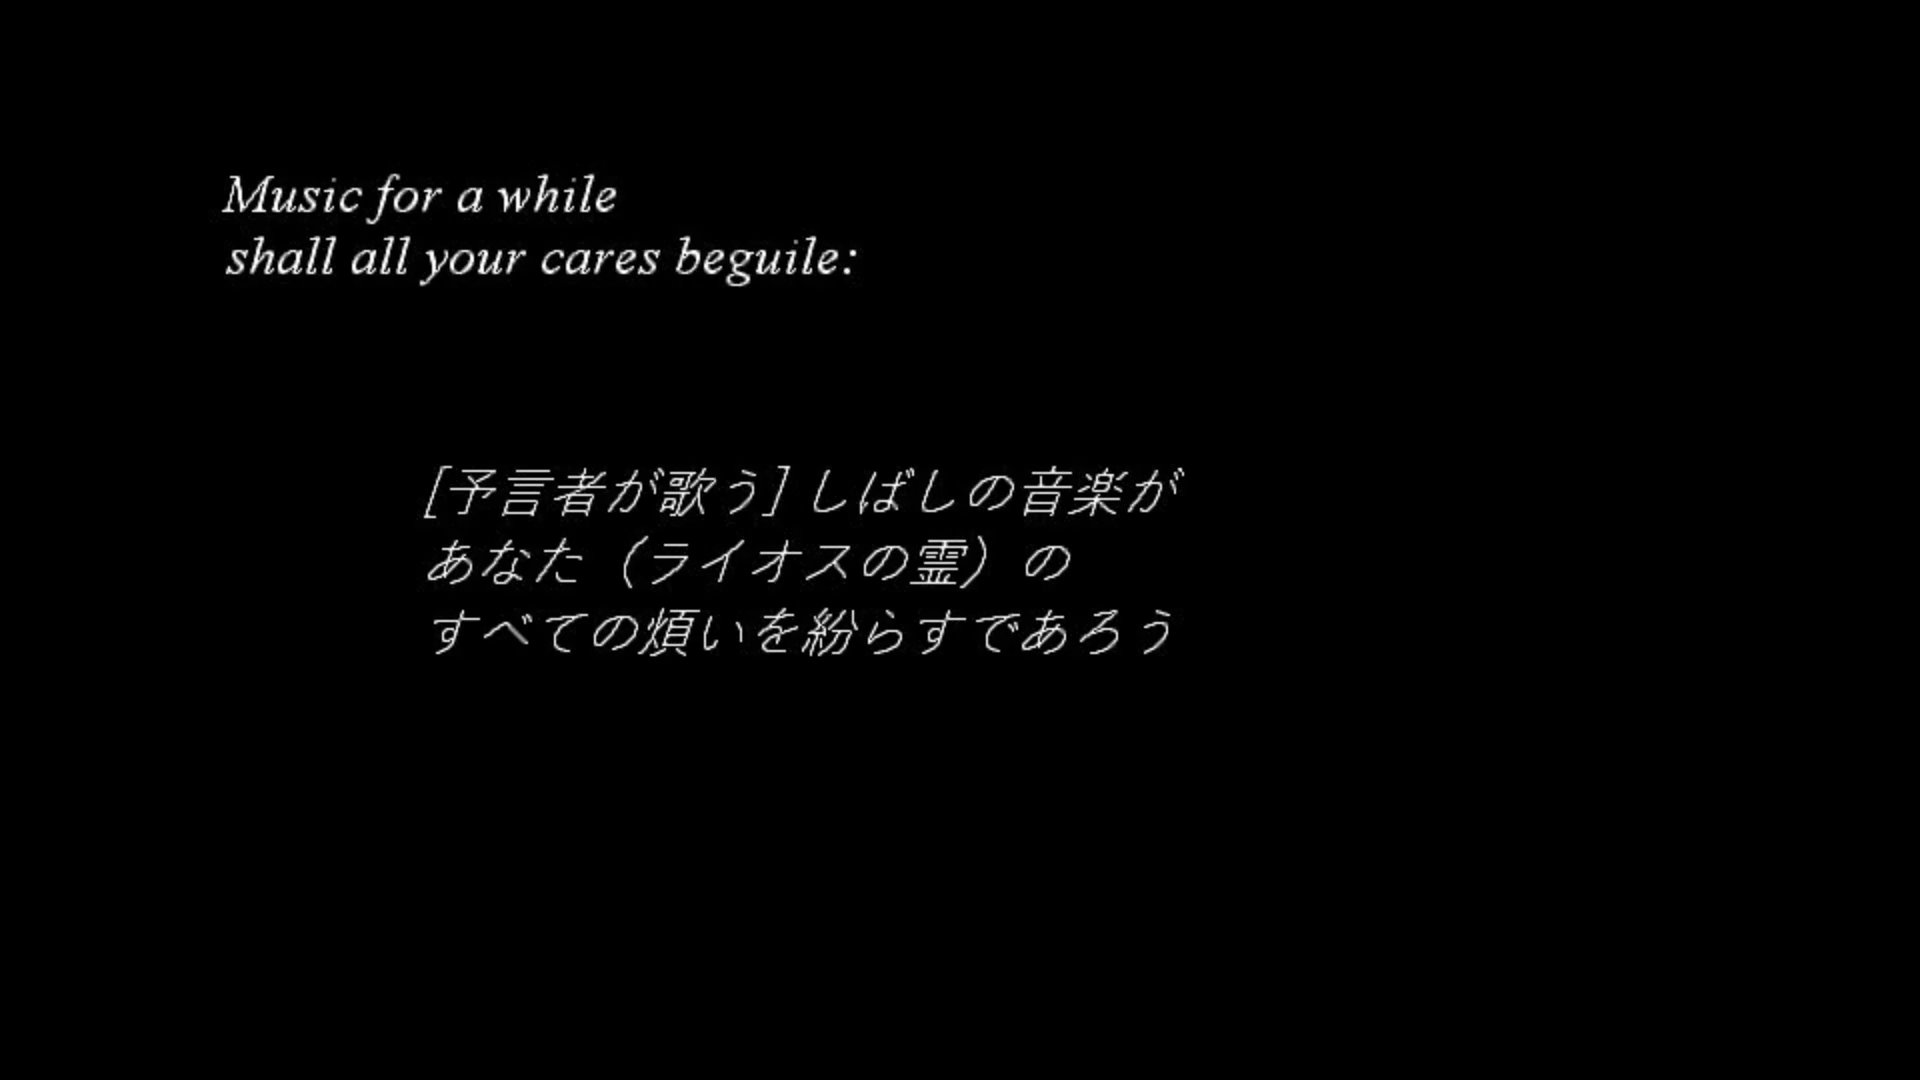 Music for a while
shall all your cares beguile:
[予言者が歌う]しばしの音楽が
あなた（ライオスの霊）の
すべての煩いを紛らすであろう